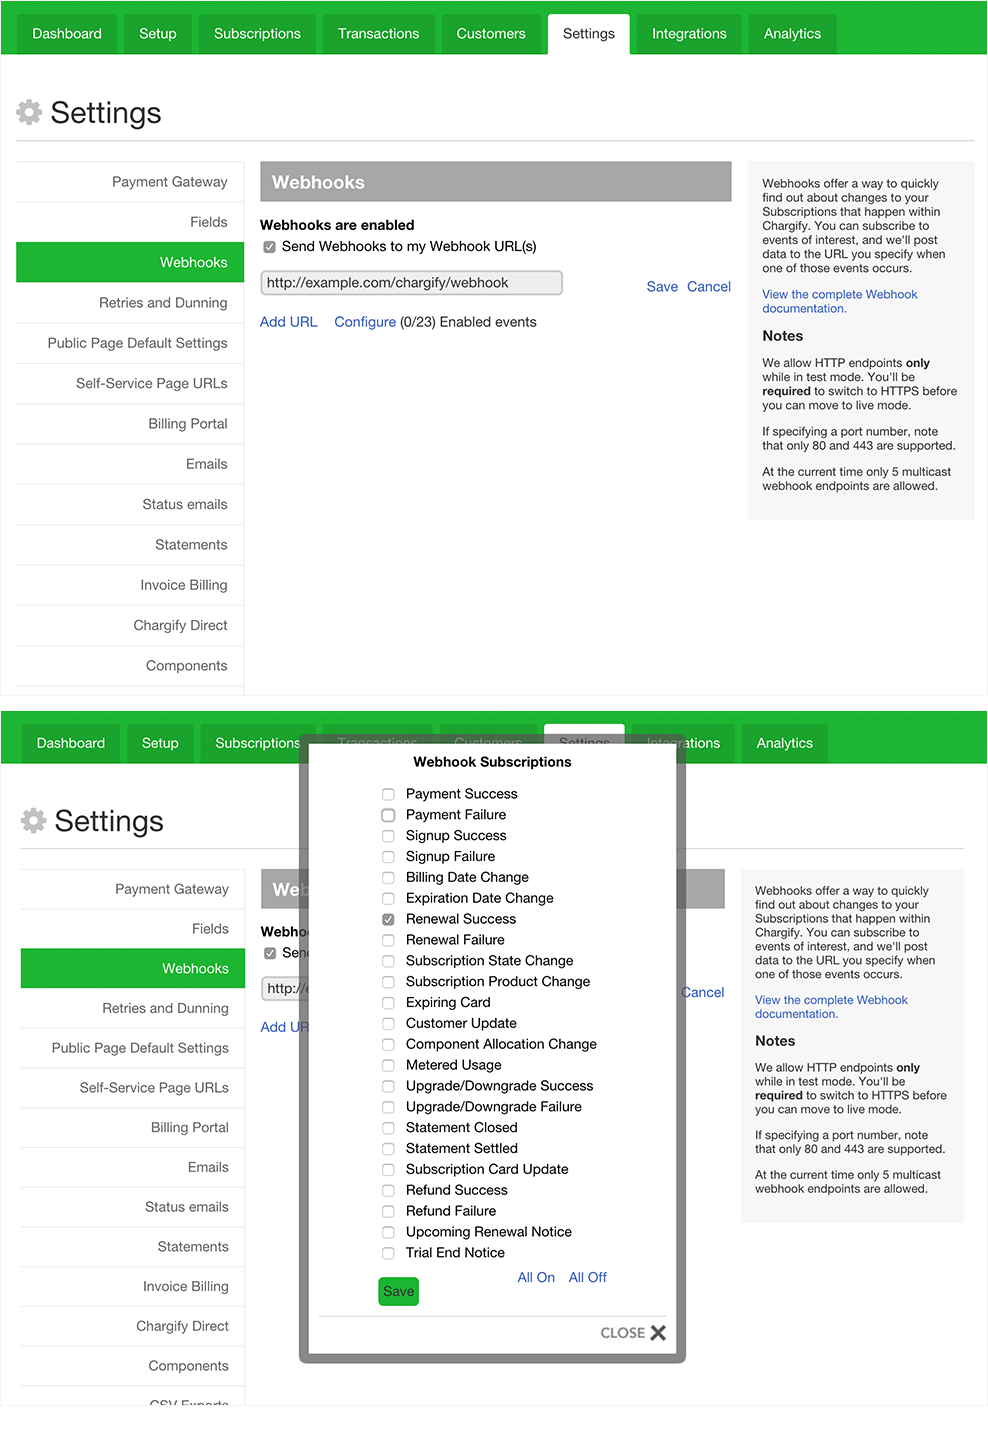 Dashboard Setup Subscriptions Transactions Customers Settings Integrations Analytics
Settings
Payment Gateway
Fields
Webhooks
Retries and Dunning
Public Page Default Settings
Self-Service Page URLs
Billing Portal
Emails
Status emails
Statements
Invoice Billing
Chargify Direct
Components
Webhooks
Webhooks are enabled
Send Webhooks to my Webhook URL(s)
http://example.com/chargify/webhook
Save Cancel
Add URL Configure (0/23) Enabled events
Webhooks offer a way to quickly
find out about changes to your
Subscriptions that happen within
Chargify. You can subscribe to
events of interest, and we'll post
data to the URL you specify when
one of those events occurs.
View the complete Webhook
documentation.
Notes
We allow HTTP endpoints only
while in test mode. You'll be
required to switch to HTTPS before
you can move to live mode.
If specifying a port number, note
that only 80 and 443 are supported.
At the current time only 5 multicast
webhook endpoints are allowed.
Dashboard Setup Subscriptions Transactions Customers Settings Integrations Analytics
Settings
Payment Gateway
Fields
Webhooks
Retries and Dunning
Public Page Default Settings
Self-Service Page URLs
Billing Portal
Emails
Status emails
Statements
Invoice Billing
Chargify Direct
Components
CSV Exports
Web
Webho
Sen
http://e
Add UR
Cancel
Webhook Subscriptions
Payment Success
Payment Failure
Signup Success
Signup Failure
Billing Date Change
Expiration Date Change
Renewal Success
Renewal Failure
Subscription State Change
Subscription Product Change
Expiring Card
Customer Update
Component Allocation Change
Metered Usage
Upgrade/Downgrade Success
Upgrade/Downgrade Failure
Statement Closed
Statement Settled
Subscription Card Update
Refund Success
Refund Failure
Upcoming Renewal Notice
Trial End Notice
All On All Off
Save
CLOSE
Webhooks offer a way to quickly
find out about changes to your
Subscriptions that happen within
Chargify. You can subscribe to
events of interest, and we'll post
data to the URL you specify when
one of those events occurs.
View the complete Webhook
documentation.
Notes
We allow HTTP endpoints only
while in test mode. You'll be
required to switch to HTTPS before
you can move to live mode.
If specifying a port number, note
that only 80 and 443 are supported.
At the current time only 5 multicast
webhook endpoints are allowed.